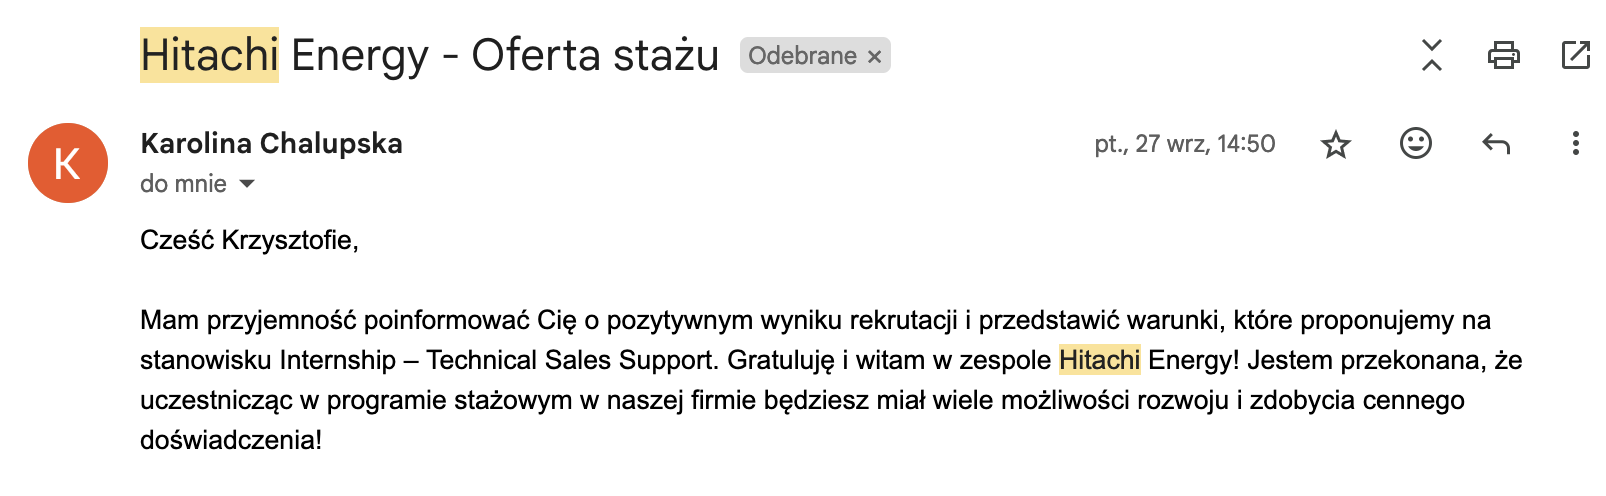 Hitachi Energy - Oferta stażu Odebrane ×
K
Karolina Chalupska
pt., 27 wrz, 14:50
do mnie
Cześć Krzysztofie,
Mam przyjemność poinformować Cię o pozytywnym wyniku rekrutacji i przedstawić warunki, które proponujemy na
stanowisku Internship – Technical Sales Support. Gratuluję i witam w zespole Hitachi Energy! Jestem przekonana, że
uczestnicząc w programie stażowym w naszej firmie będziesz miał wiele możliwości rozwoju i zdobycia cennego
doświadczenia!